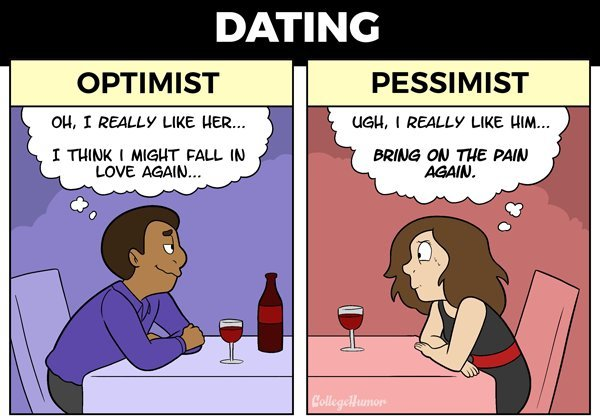 DATING
OPTIMIST
OH, I REALLY LIKE HER...
I THINK I MIGHT FALL IN
LOVE AGAIN...
PESSIMIST
UGH, I REALLY LIKE HIM...
BRING ON THE PAIN
AGAIN.
CollegeHumor